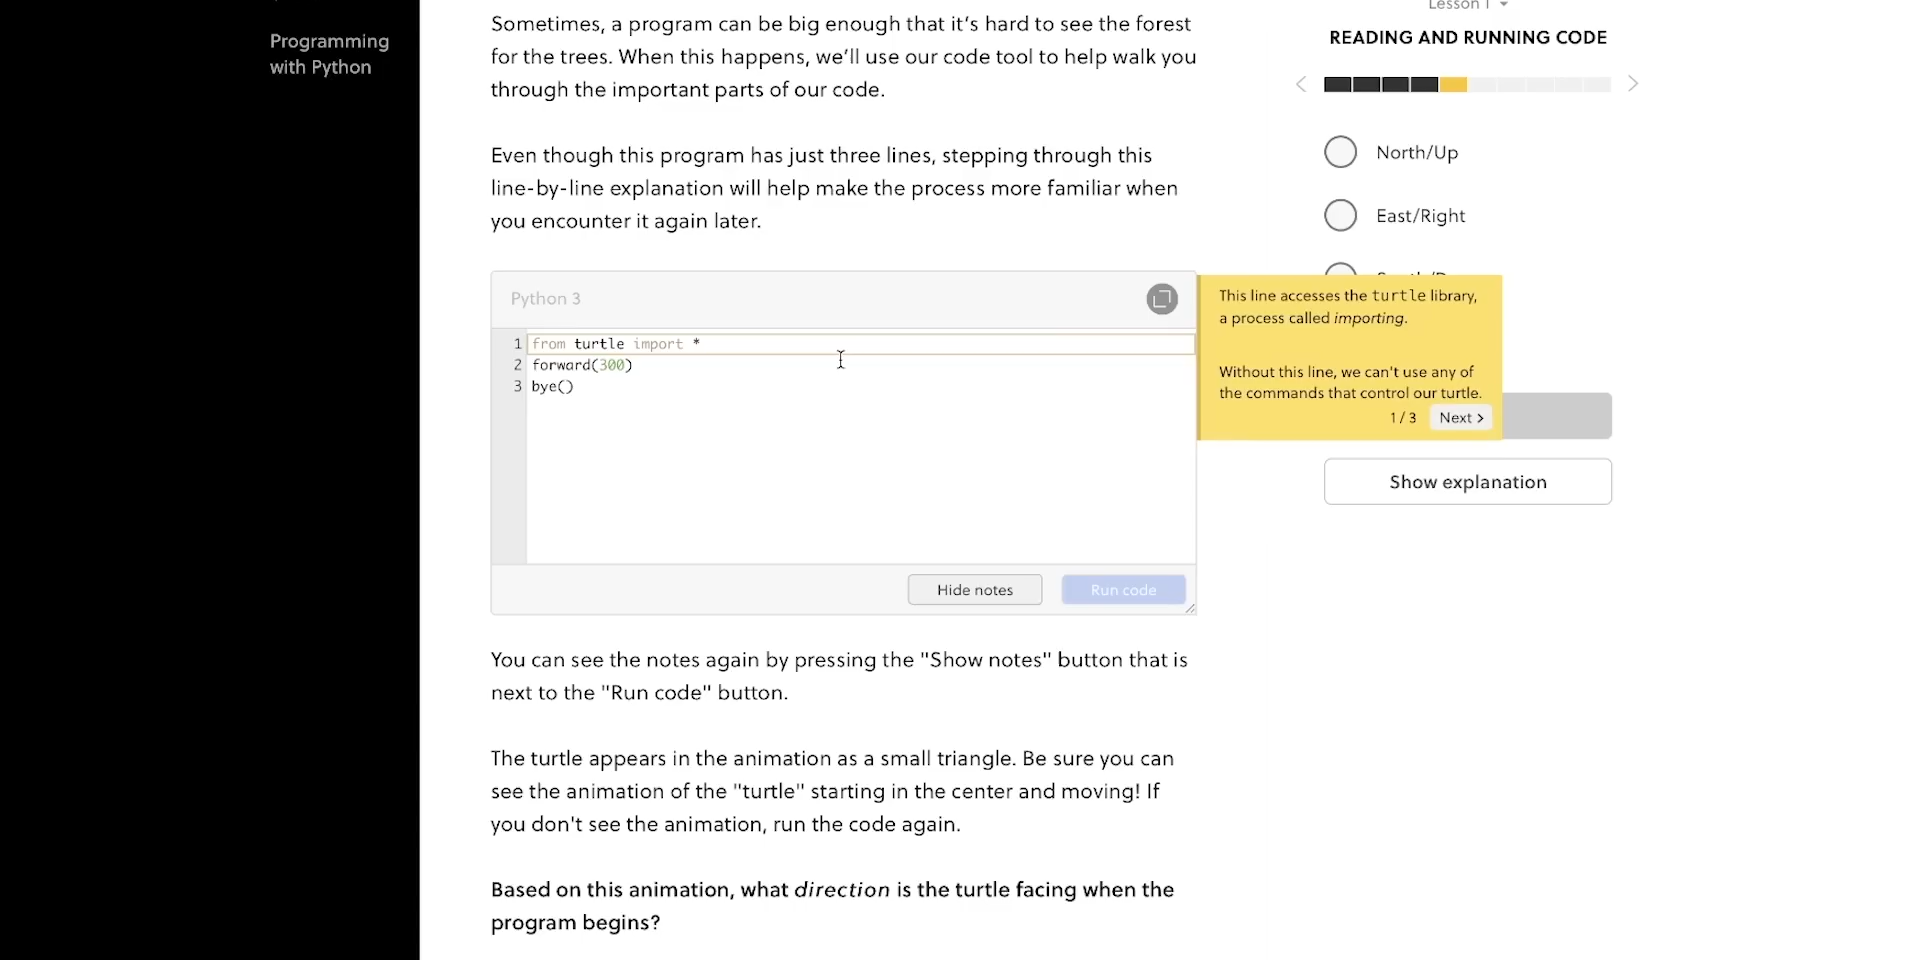 Programming
with Python
Sometimes, a program can be big enough that it's hard to see the forest
for the trees. When this happens, we'll use our code tool to help walk you
through the important parts of our code.
Even though this program has just three lines, stepping through this
line-by-line explanation will help make the process more familiar when
you encounter it again later.
Python 3
1 from turtle import *
2 forward(300)
3 bye()
Hide notes
Run code
You can see the notes again by pressing the "Show notes" button that is
next to the "Run code" button.
The turtle appears in the animation as a small triangle. Be sure you can
see the animation of the "turtle" starting in the center and moving! If
you don't see the animation, run the code again.
Based on this animation, what direction is the turtle facing when the
program begins?
Lesson 1
READING AND RUNNING CODE
North/Up
East/Right
This line accesses the turtle library,
a process called importing.
Without this line, we can't use any of
the commands that control our turtle.
1 / 3
Next >
Show explanation